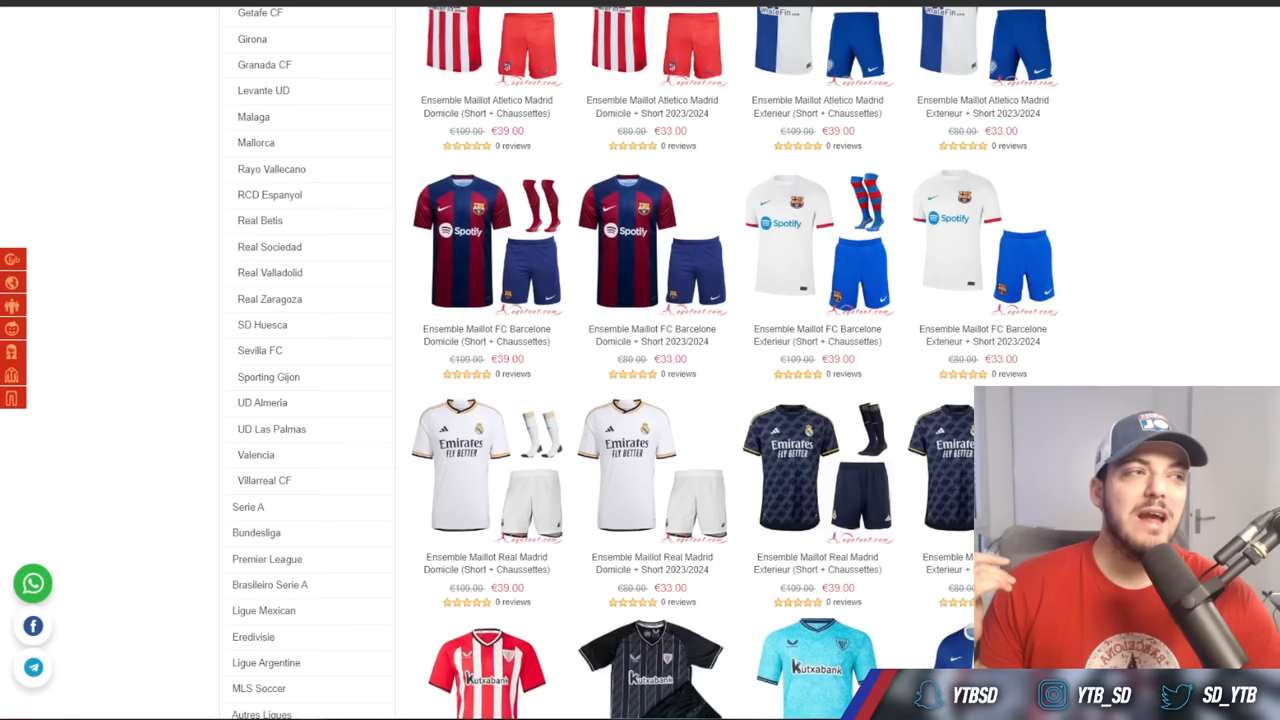 Getafe CF
Girona
Granada CF
Levante UD
Malaga
Mallorca
Rayo Vallecano
RCD Espanyol
Real Betis
Real Sociedad
Real Valladolid
Real Zaragoza
SD Huesca
Sevilla FC
Sporting Gijon
UD Almeria
UD Las Palmas
Valencia
Villarreal CF
Serie A
Bundesliga
Premier League
Brasileiro Serie A
Ligue Mexican
Eredivisie
Ligue Argentine
MLS Soccer
Autres Ligues
Ensemble Maillot Atletico Madrid
Domicile (Short + Chaussettes)
€109.00 €39.00
0 reviews
Ensemble Maillot Atletico Madrid
Domicile + Short 2023/2024
€80.00 €33.00
0 reviews
Ensemble Maillot Atletico Madrid
Exterieur (Short + Chaussettes)
€109.00 €39.00
0 reviews
Ensemble Maillot Atletico Madrid
Exterieur + Short 2023/2024
€80.00 €33.00
0 reviews
Spotify
Spotify
Spotify
Spotify
Ensemble Maillot FC Barcelone
Domicile (Short + Chaussettes)
€109.00 €39.00
0 reviews
Ensemble Maillot FC Barcelone
Domicile + Short 2023/2024
€80.00 €33.00
0 reviews
Ensemble Maillot FC Barcelone
Exterieur (Short + Chaussettes)
€109.00 €39.00
0 reviews
Ensemble Maillot FC Barcelone
Exterieur + Short 2023/2024
€80.00 €33.00
0 reviews
Emirates
FLY BETTER
Emirates
FLY BETTER
Emirates
FLY BETTER
Emirates
FLY BETTER
Ensemble Maillot Real Madrid
Domicile (Short + Chaussettes)
€109.00 €39.00
0 reviews
Ensemble Maillot Real Madrid
Domicile + Short 2023/2024
€80.00 €33.00
0 reviews
Ensemble Maillot Real Madrid
Exterieur (Short + Chaussettes)
€109.00 €39.00
0 reviews
Ensemble M
Exterieur +
€80.00
Kutxabank
Kutxabank
Kutxabank
YTBSD
YTB_SD
SD_YTB